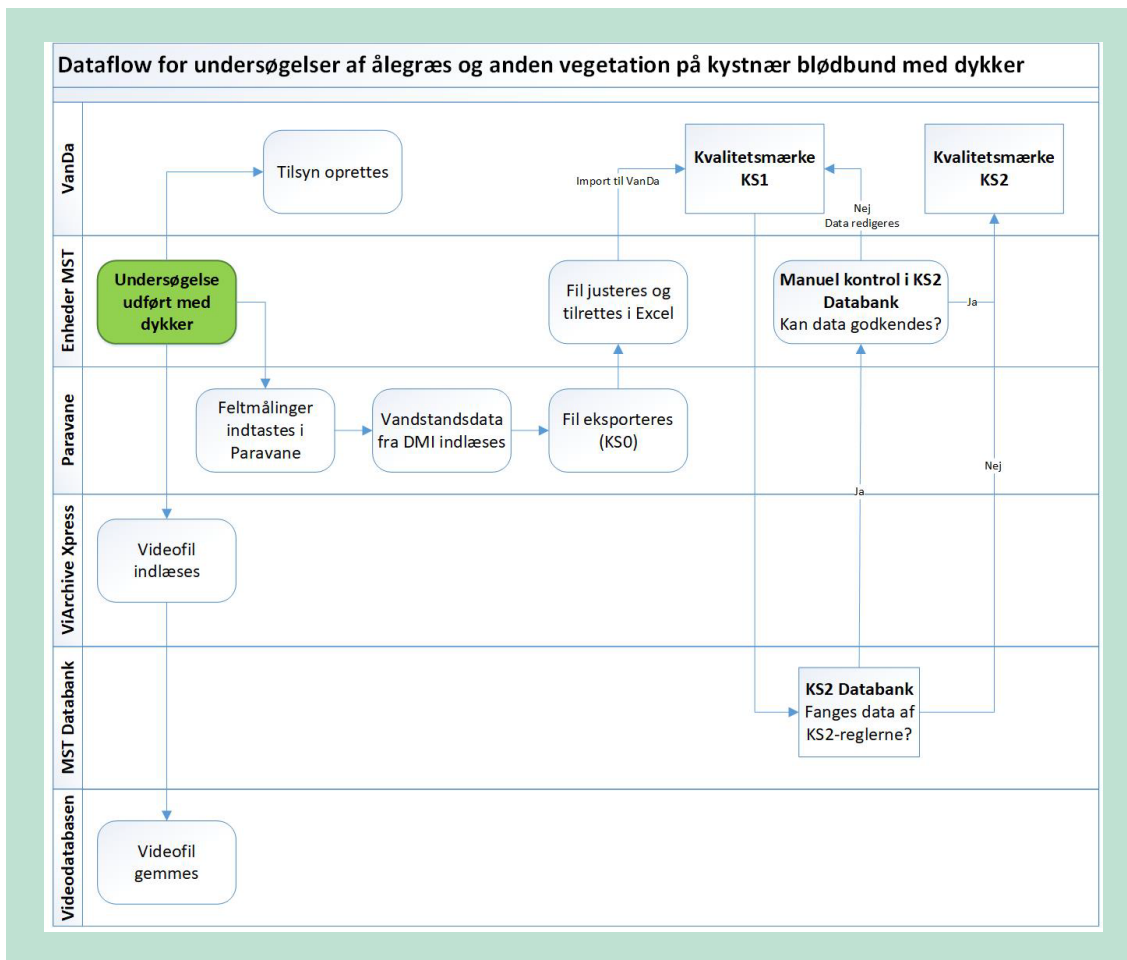 Dataflow for undersøgelser af ålegræs og anden vegetation på kystnær blødbund med dykker
VanDa
Tilsyn oprettes
Kvalitetsmærke
KS1
Kvalitetsmærke
KS2
Import til VanDa
Nej
Data redigeres
Enheder MST
Undersøgelse
udført med
dykker
Fil justeres og
tilrettes i Excel
Manuel kontrol i KS2
Databank
Kan data godkendes?
Ja
Paravane
Feltmålinger
indtastes i
Paravane
Vandstandsdata
fra DMI indlæses
Fil eksporteres
(KS0)
Nej
Ja
ViArchive Xpress
Videofil
indlæses
MST Databank
KS2 Databank
Fanges data af
KS2-reglerne?
Videodatabasen
Videofil
gemmes